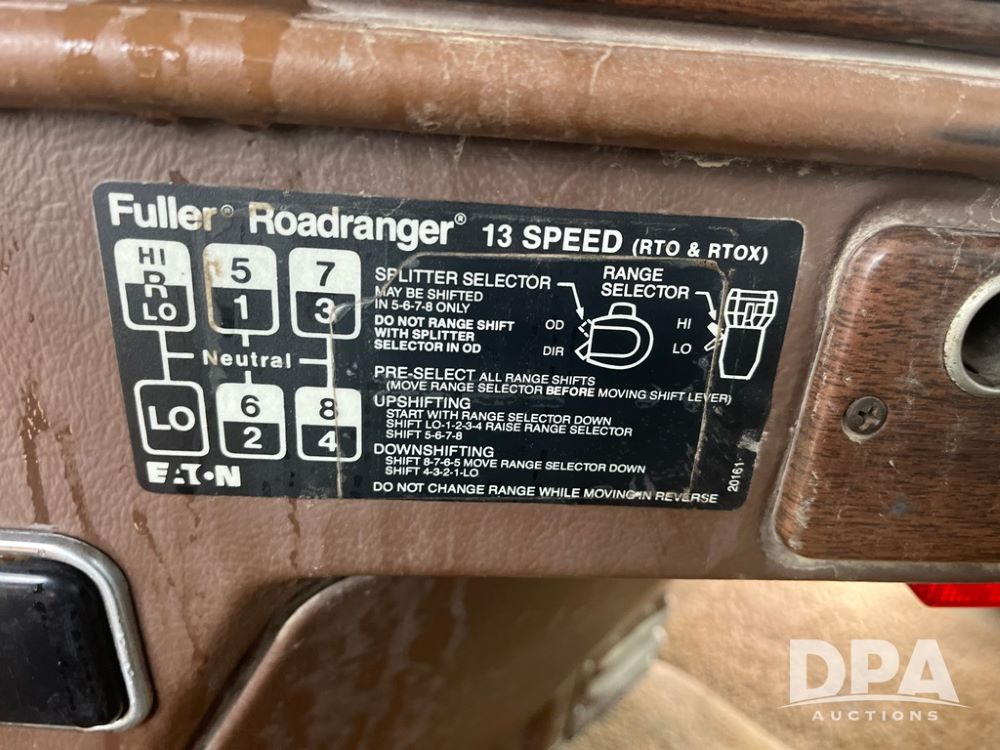 Fuller® Roadranger® 13 SPEED (RTO & RTOX)
HI
R
LO
5
1
7
3
Neutral
LO
6
2
8
4
EATON
SPLITTER SELECTOR
MAY BE SHIFTED
IN 5-6-7-8 ONLY
DO NOT RANGE SHIFT
WITH SPLITTER
SELECTOR IN OD
OD
DIR
RANGE
SELECTOR
HI
LO
PRE-SELECT ALL RANGE SHIFTS
(MOVE RANGE SELECTOR BEFORE MOVING SHIFT LEVER)
UPSHIFTING
START WITH RANGE SELECTOR DOWN
SHIFT LO-1-2-3-4 RAISE RANGE SELECTOR
SHIFT 5-6-7-8
DOWNSHIFTING
SHIFT 8-7-6-5 MOVE RANGE SELECTOR DOWN
SHIFT 4-3-2-1-LO
DO NOT CHANGE RANGE WHILE MOVING IN REVERSE
20161
DPA
AUCTIONS